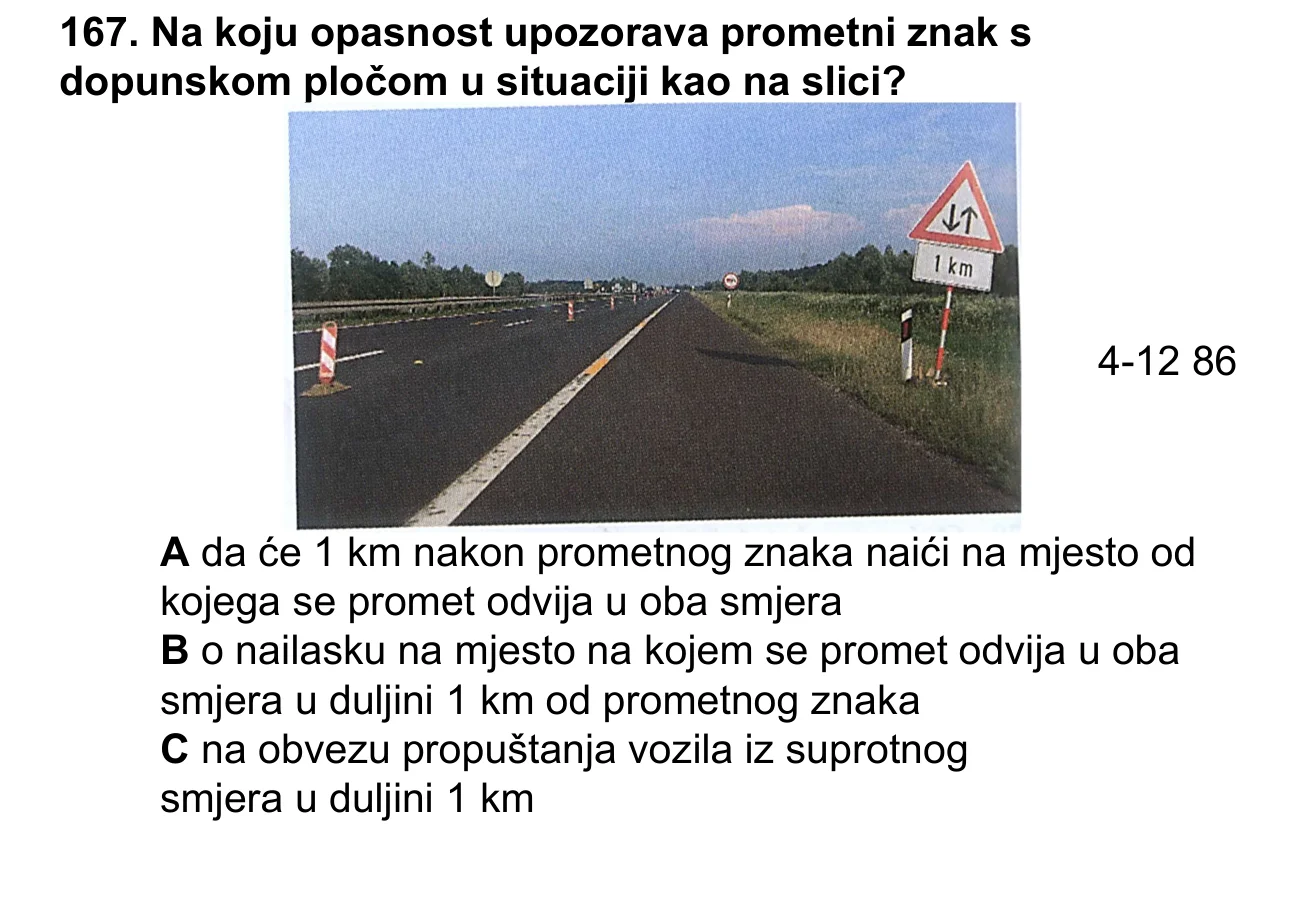 167. Na koju opasnost upozorava prometni znak s
dopunskom pločom u situaciji kao na slici?
1 km
4-12 86
A da će 1 km nakon prometnog znaka naići na mjesto od
kojega se promet odvija u oba smjera
B o nailasku na mjesto na kojem se promet odvija u oba
smjera u duljini 1 km od prometnog znaka
C na obvezu propuštanja vozila iz suprotnog
smjera u duljini 1 km